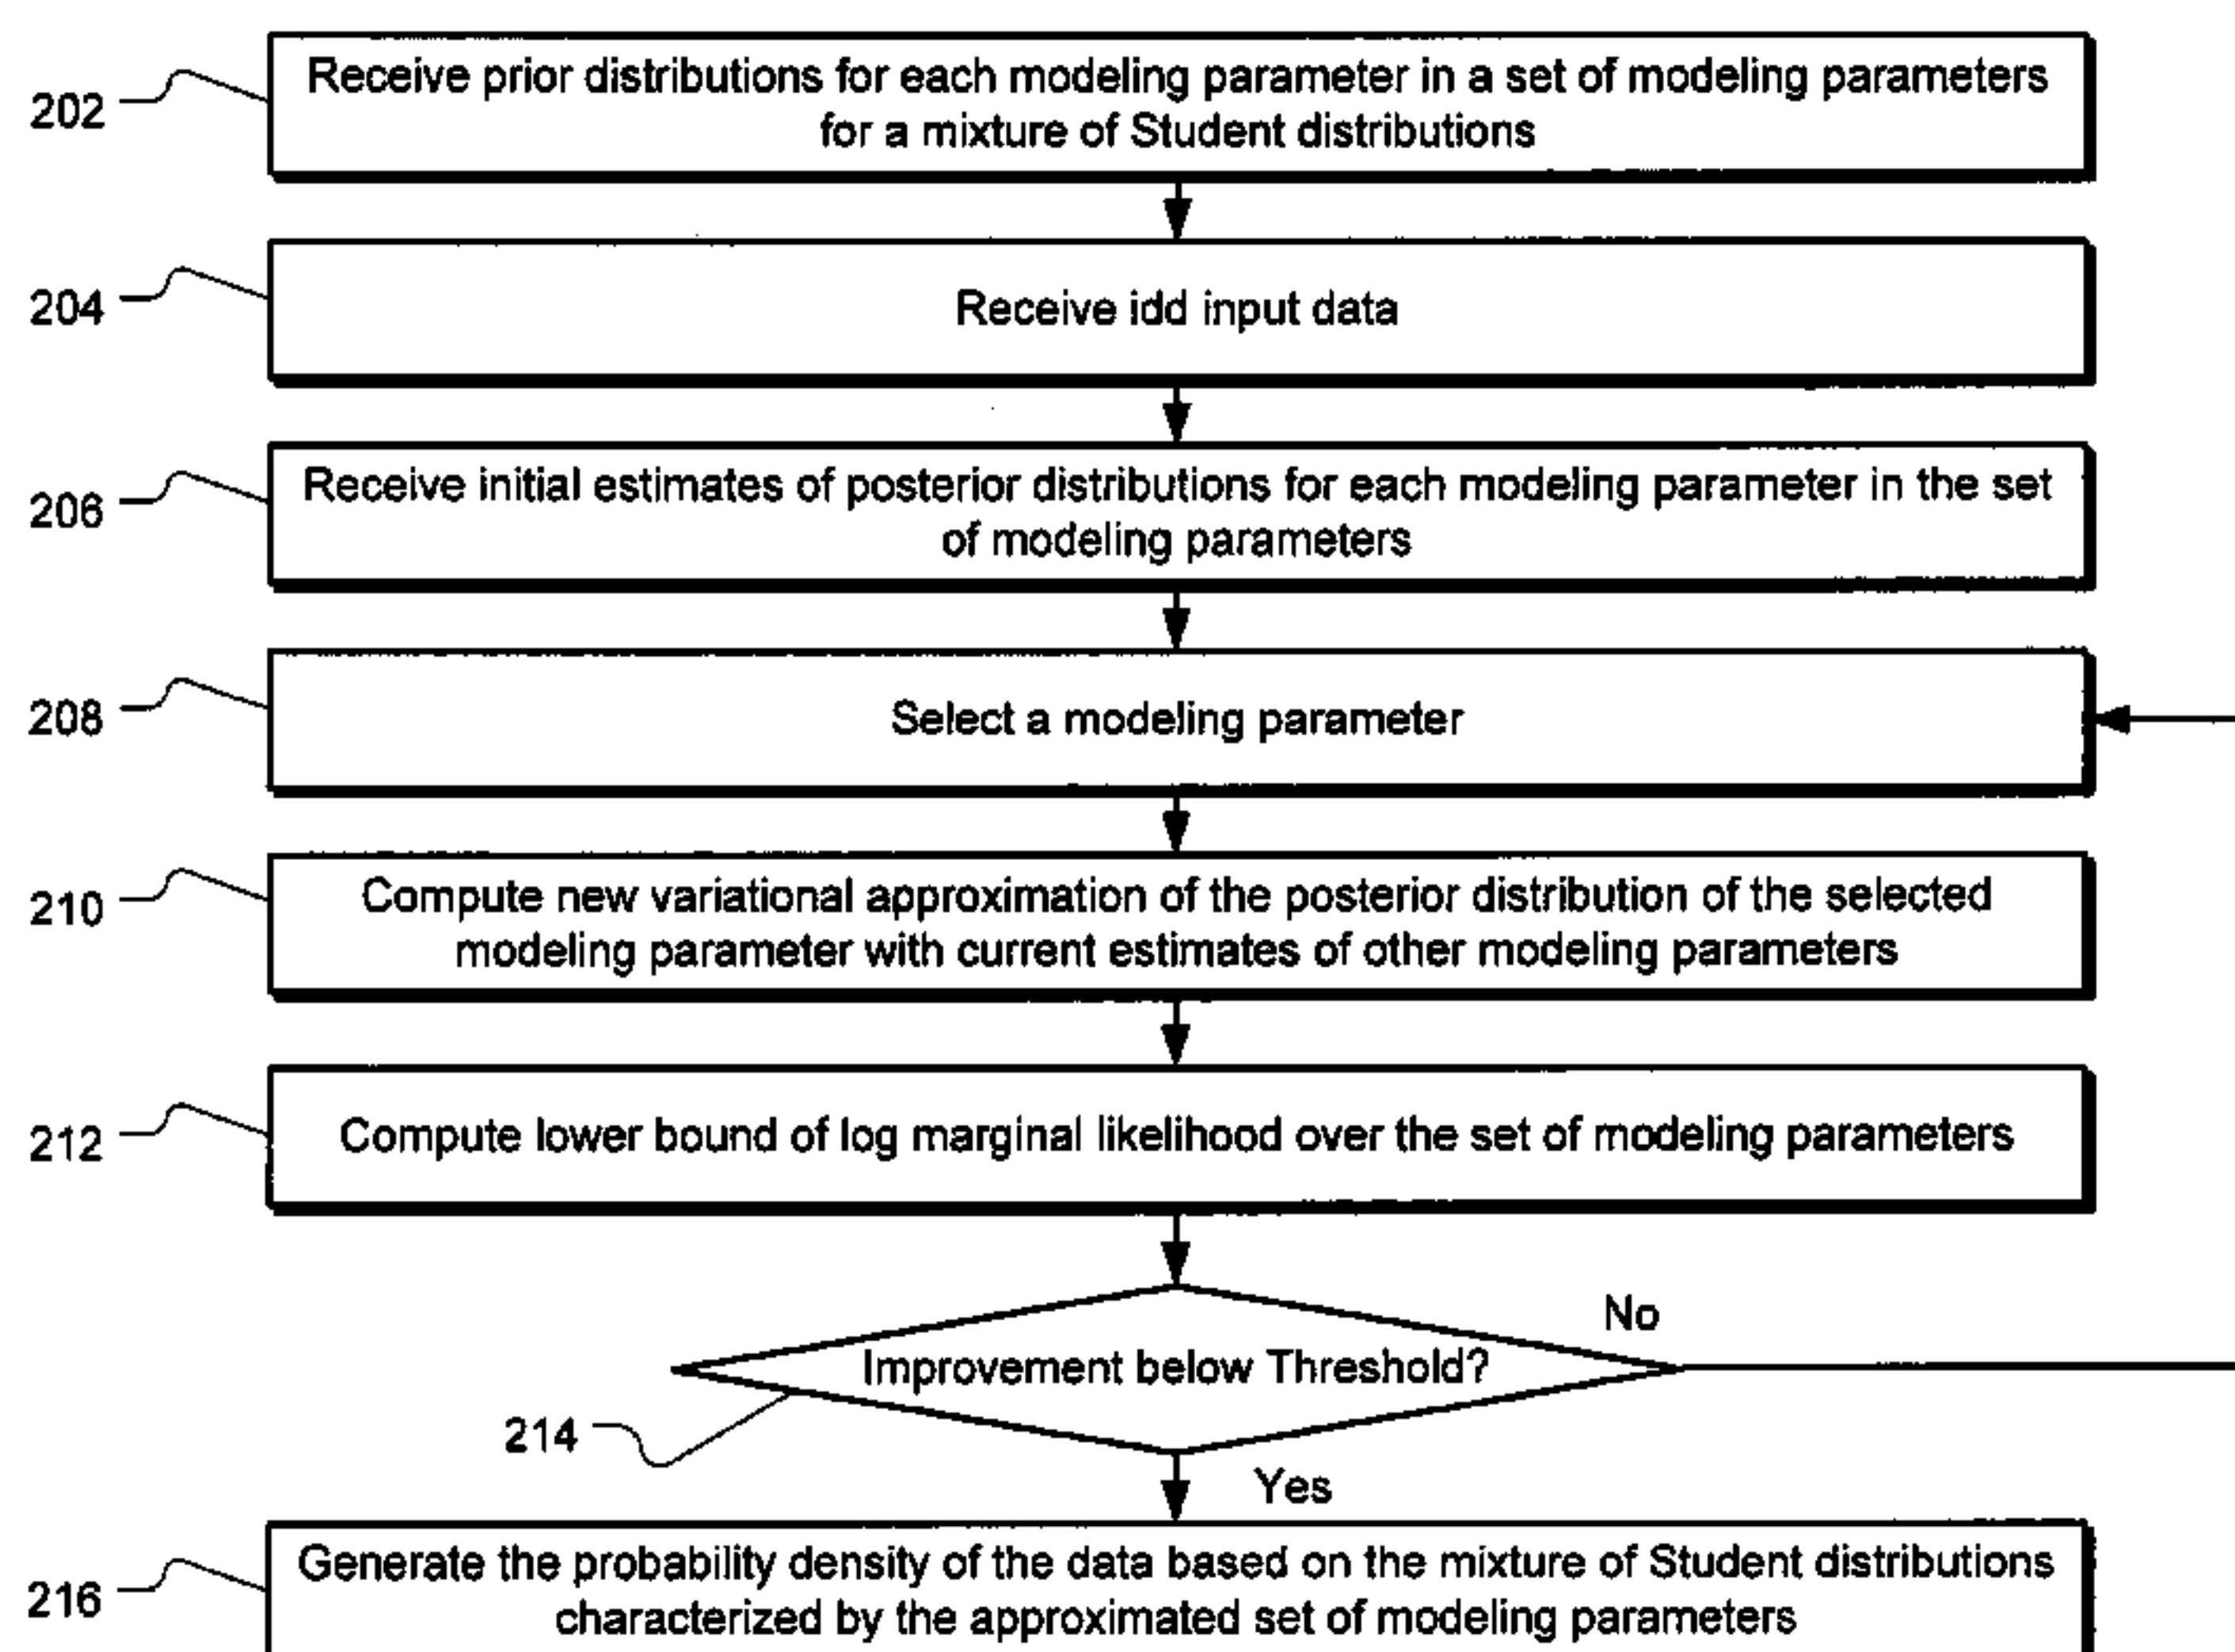 202
Receive prior distributions for each modeling parameter in a set of modeling parameters
for a mixture of Student distributions
204
Receive idd input data
206
Receive initial estimates of posterior distributions for each modeling parameter in the set
of modeling parameters
208
Select a modeling parameter
210
Compute new variational approximation of the posterior distribution of the selected
modeling parameter with current estimates of other modeling parameters
212
Compute lower bound of log marginal likelihood over the set of modeling parameters
No
Improvement below Threshold?
214
Yes
216
Generate the probability density of the data based on the mixture of Student distributions
characterized by the approximated set of modeling parameters